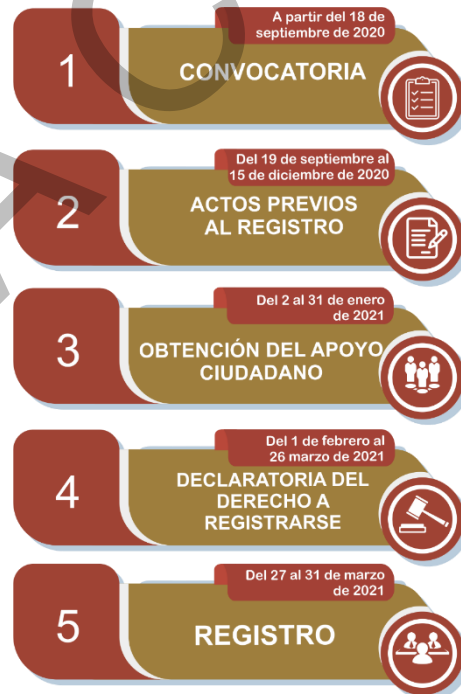 A partir del 18 de
septiembre de 2020
1
CONVOCATORIA
Del 19 de septiembre al
15 de diciembre de 2020
2
ACTOS PREVIOS
AL REGISTRO
Del 2 al 31 de enero
de 2021
3
OBTENCIÓN DEL APOYO
CIUDADANO
Del 1 de febrero al
26 marzo de 2021
4
DECLARATORIA DEL
DERECHO A
REGISTRARSE
Del 27 al 31 de marzo
de 2021
5
REGISTRO